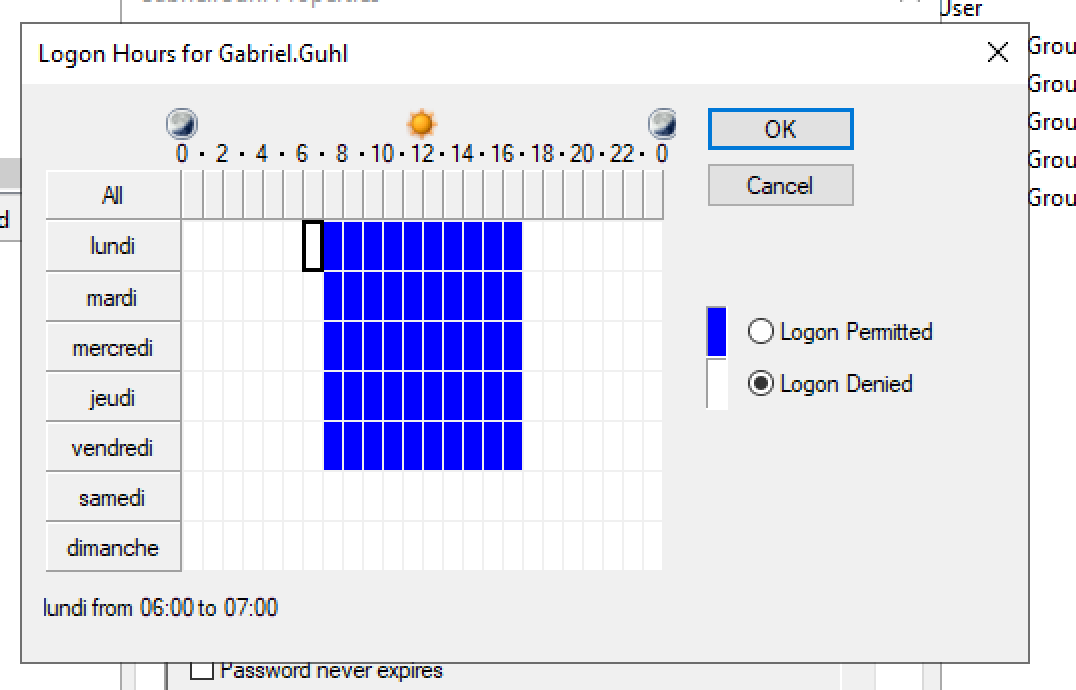 User
Logon Hours for Gabriel.Guhl
Grou
Grou
Grou
Grou
Grou
OK
Cancel
0 · 2 · 4 · 6 · 8 · 10 · 12 · 14 · 16 · 18 · 20 · 22 · 0
All
lundi
mardi
mercredi
jeudi
vendredi
samedi
dimanche
Logon Permitted
Logon Denied
d
lundi from 06:00 to 07:00
Password never expires